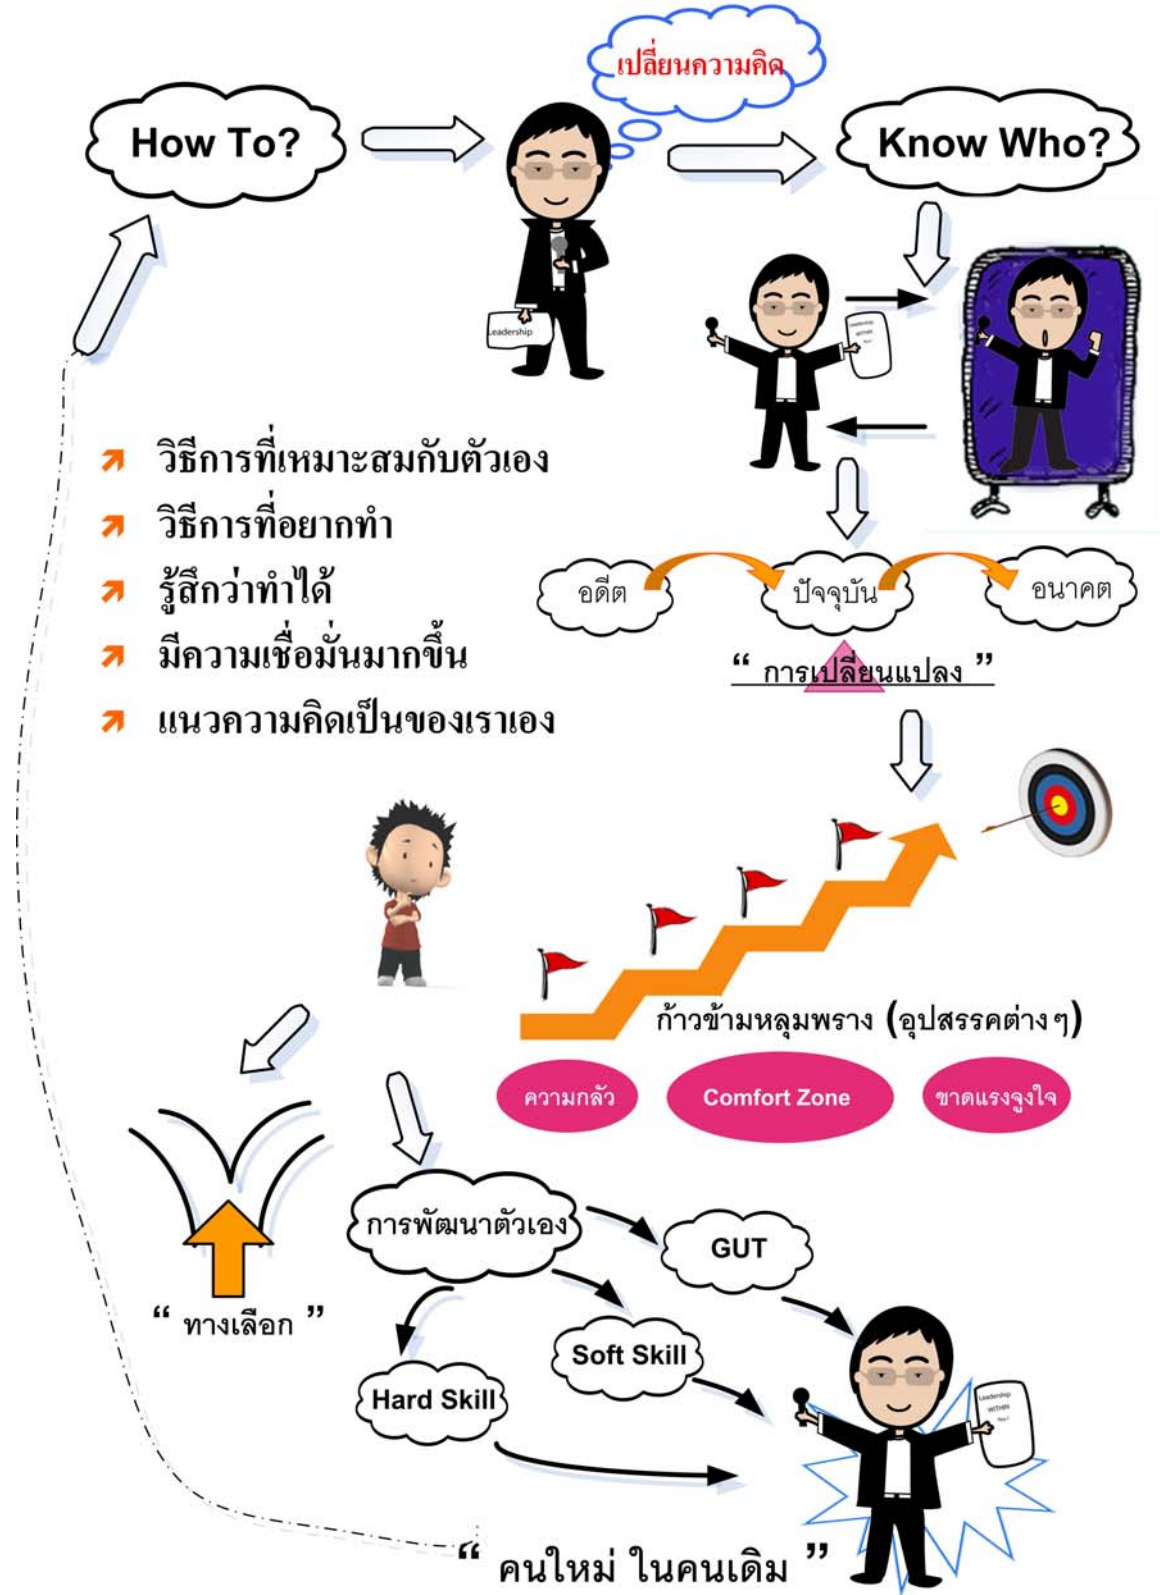 เปลี่ยนความคิด
How To?
Know Who?
Leadership
Leadership
WITHIN
You !
วิธีการที่เหมาะสมกับตัวเอง
วิธีการที่อยากทำ
รู้สึกว่าทำได้
มีความเชื่อมั่นมากขึ้น
แนวความคิดเป็นของเราเอง
อดีต
ปัจจุบัน
อนาคต
“ การเปลี่ยนแปลง ”
ก้าวข้ามหลุมพราง (อุปสรรคต่าง ๆ)
ความกลัว
Comfort Zone
ขาดแรงจูงใจ
การพัฒนาตัวเอง
GUT
“ ทางเลือก ”
Soft Skill
Hard Skill
Leadership
WITHIN
You !
“ คนใหม่ ในคนเดิม ”